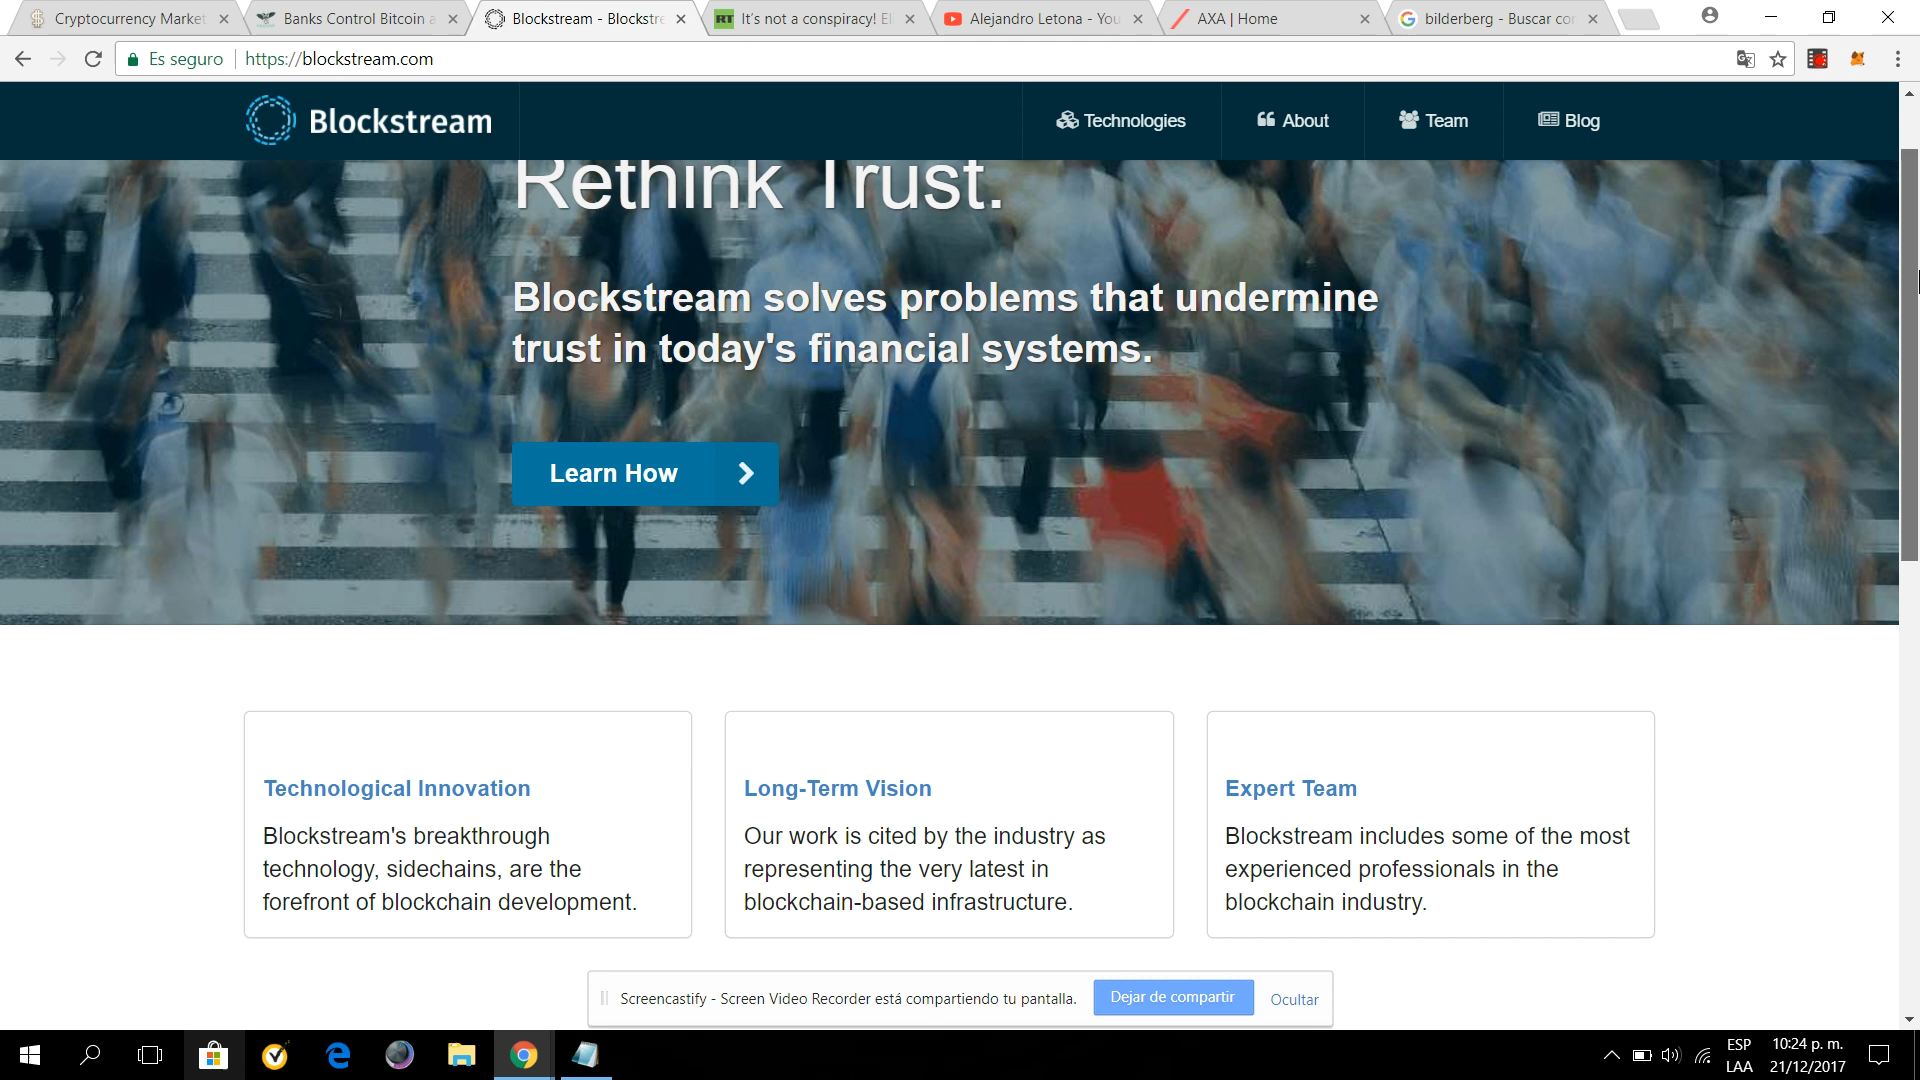 Cryptocurrency Market
Banks Control Bitcoin a
Blockstream - Blockstre
RT It's not a conspiracy! El
Alejandro Letona - You
AXA | Home
bilderberg - Buscar con
Es seguro
https://blockstream.com
Blockstream
Technologies
About
Team
Blog
Rethink Trust.
Blockstream solves problems that undermine
trust in today's financial systems.
Learn How
Technological Innovation
Blockstream's breakthrough
technology, sidechains, are the
forefront of blockchain development.
Long-Term Vision
Our work is cited by the industry as
representing the very latest in
blockchain-based infrastructure.
Expert Team
Blockstream includes some of the most
experienced professionals in the
blockchain industry.
Screencastify - Screen Video Recorder está compartiendo tu pantalla.
Dejar de compartir
Ocultar
ESP
LAA
10:24 p. m.
21/12/2017